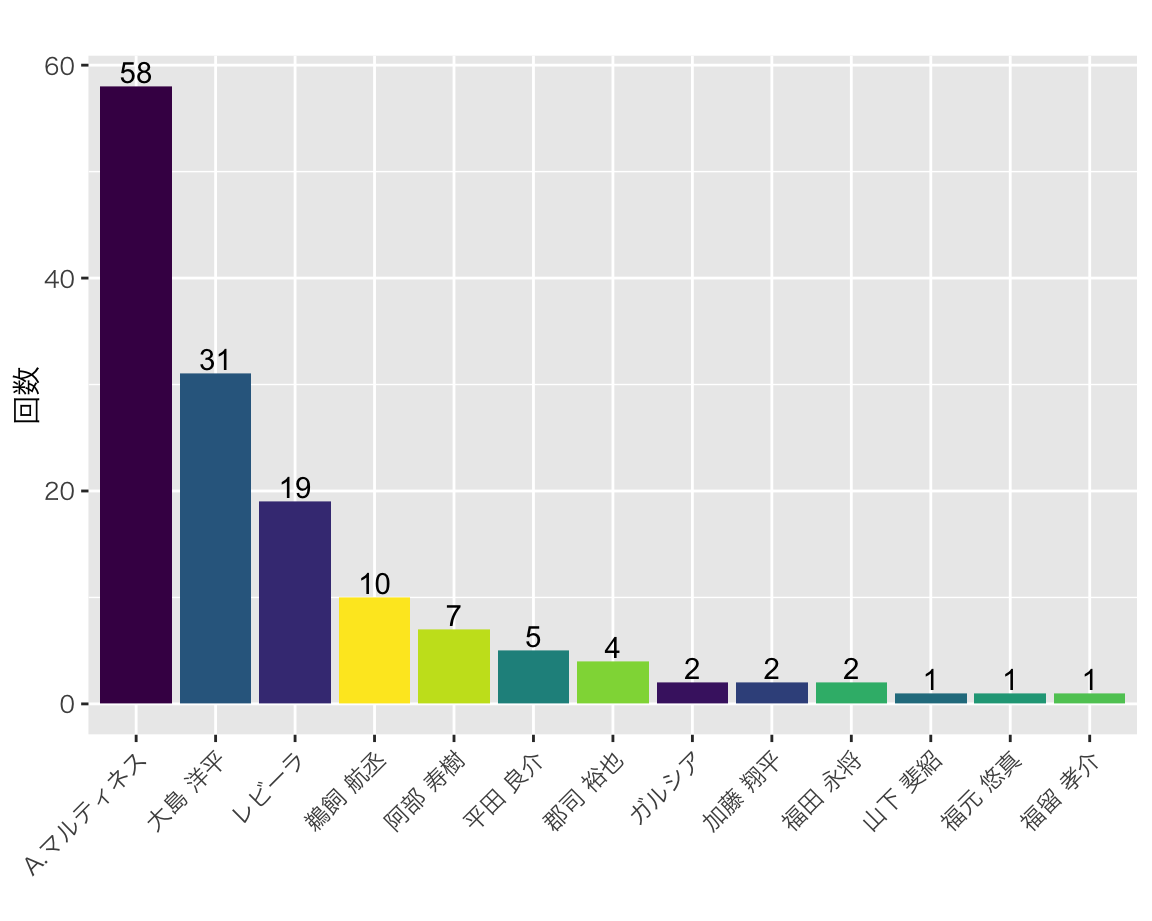 回数
60
40
20
0
58
31
19
10
7
5
4
2
2
2
1
1
1
A.マルティネス
大島 洋平
レビーラ
鵜飼 航丞
阿部 寿樹
平田 良介
郡司 裕也
ガルシア
加藤 翔平
福田 永将
山下 斐紹
福元 悠真
福留 孝介